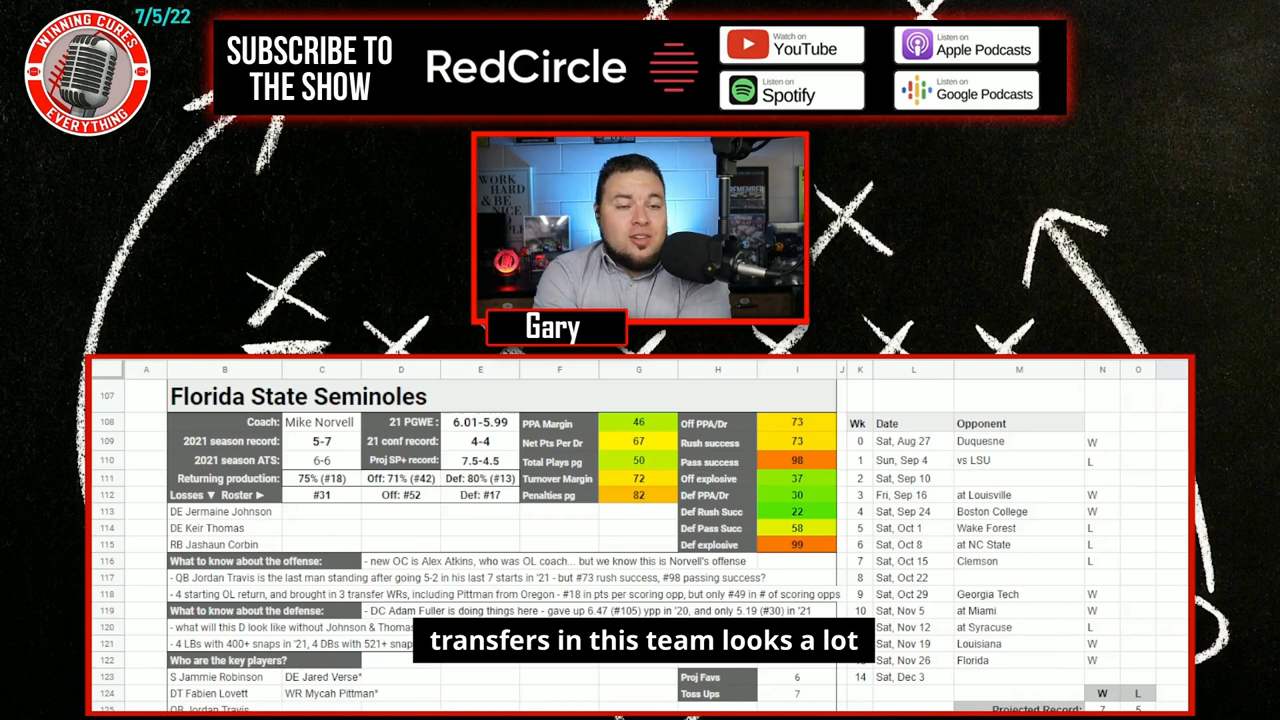 7/5/22
WINNING CURES
EVERYTHING
SUBSCRIBE TO
THE SHOW
RedCircle
Watch on
YouTube
Listen on
Spotify
Listen on
Apple Podcasts
Listen on
Google Podcasts
WORK
HARD
& BE
NICE
REMEMBER
Gary
A B C D E F G H I J K L M N O
107 Florida State Seminoles
108 Coach: Mike Norvell 21 PGWE : 6.01-5.99 PPA Margin 46 Off PPA/Dr 73 Wk Date Opponent
109 2021 season record: 5-7 21 conf record: 4-4 Net Pts Per Dr 67 Rush success 73 0 Sat, Aug 27 Duquesne W
110 2021 season ATS: 6-6 Proj SP+ record: 7.5-4.5 Total Plays pg 50 Pass success 98 1 Sun, Sep 4 vs LSU L
111 Returning production: 75% (#18) Off: 71% (#42) Def: 80% (#13) Turnover Margin 72 Off explosive 37 2 Sat, Sep 10
112 Losses ▼ Roster ► #31 Off: #52 Def: #17 Penalties pg 82 Def PPA/Dr 30 3 Fri, Sep 16 at Louisville W
113 DE Jermaine Johnson Def Rush Succ 22 4 Sat, Sep 24 Boston College W
114 DE Keir Thomas Def Pass Succ 58 5 Sat, Oct 1 Wake Forest L
115 RB Jashaun Corbin Def explosive 99 6 Sat, Oct 8 at NC State L
116 What to know about the offense: - new OC is Alex Atkins, who was OL coach... but we know this is Norvell's offense 7 Sat, Oct 15 Clemson L
117 - QB Jordan Travis is the last man standing after going 5-2 in his last 7 starts in '21 - but #73 rush success, #98 passing success? 8 Sat, Oct 22
118 - 4 starting OL return, and brought in 3 transfer WRs, including Pittman from Oregon - #18 in pts per scoring opp, but only #49 in # of scoring opps 9 Sat, Oct 29 Georgia Tech W
119 What to know about the defense: - DC Adam Fuller is doing things here - gave up 6.47 (#105) ypp in '20, and only 5.19 (#30) in '21 10 Sat, Nov 5 at Miami W
120 - what will this D look like without Johnson & Thomas Sat, Nov 12 at Syracuse L
121 - 4 LBs with 400+ snaps in '21, 4 DBs with 521+ snap Sat, Nov 19 Louisiana W
122 Who are the key players? Sat, Nov 26 Florida W
123 S Jammie Robinson DE Jared Verse* Proj Favs 6 14 Sat, Dec 3
124 DT Fabien Lovett WR Mycah Pittman* Toss Ups 7 W L
125 QB Jordan Travis Projected Record: 7 5
transfers in this team looks a lot